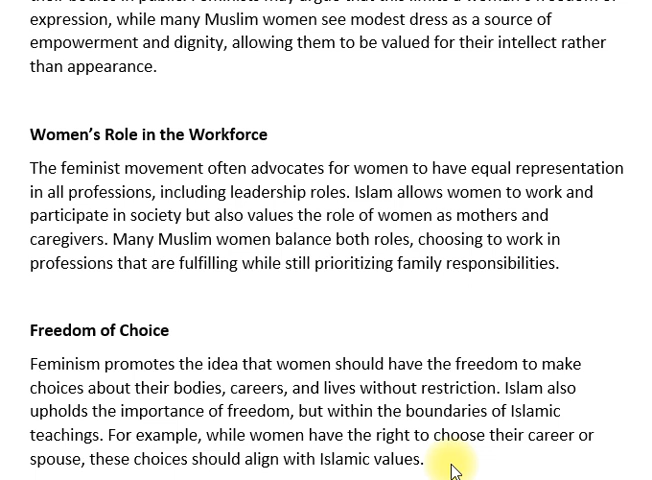 expression, while many Muslim women see modest dress as a source of
empowerment and dignity, allowing them to be valued for their intellect rather
than appearance.
Women's Role in the Workforce
The feminist movement often advocates for women to have equal representation
in all professions, including leadership roles. Islam allows women to work and
participate in society but also values the role of women as mothers and
caregivers. Many Muslim women balance both roles, choosing to work in
professions that are fulfilling while still prioritizing family responsibilities.
Freedom of Choice
Feminism promotes the idea that women should have the freedom to make
choices about their bodies, careers, and lives without restriction. Islam also
upholds the importance of freedom, but within the boundaries of Islamic
teachings. For example, while women have the right to choose their career or
spouse, these choices should align with Islamic values.